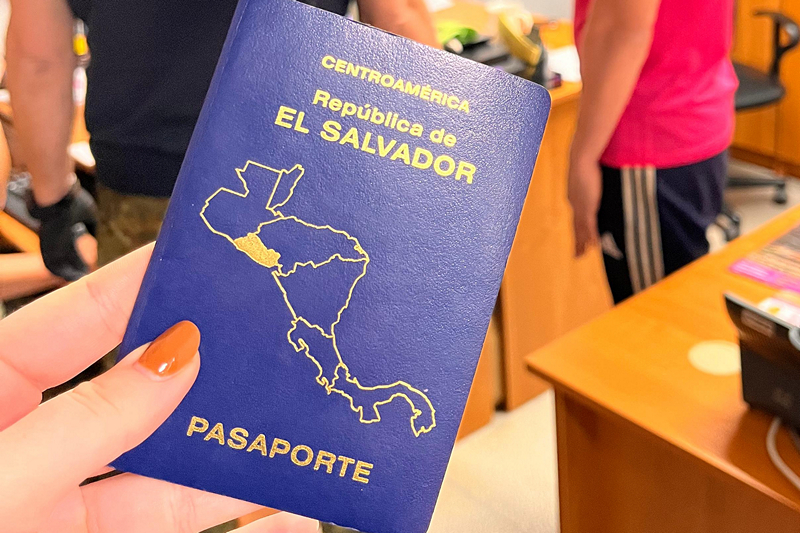 CENTROAMÉRICA
República de
EL SALVADOR
PASAPORTE